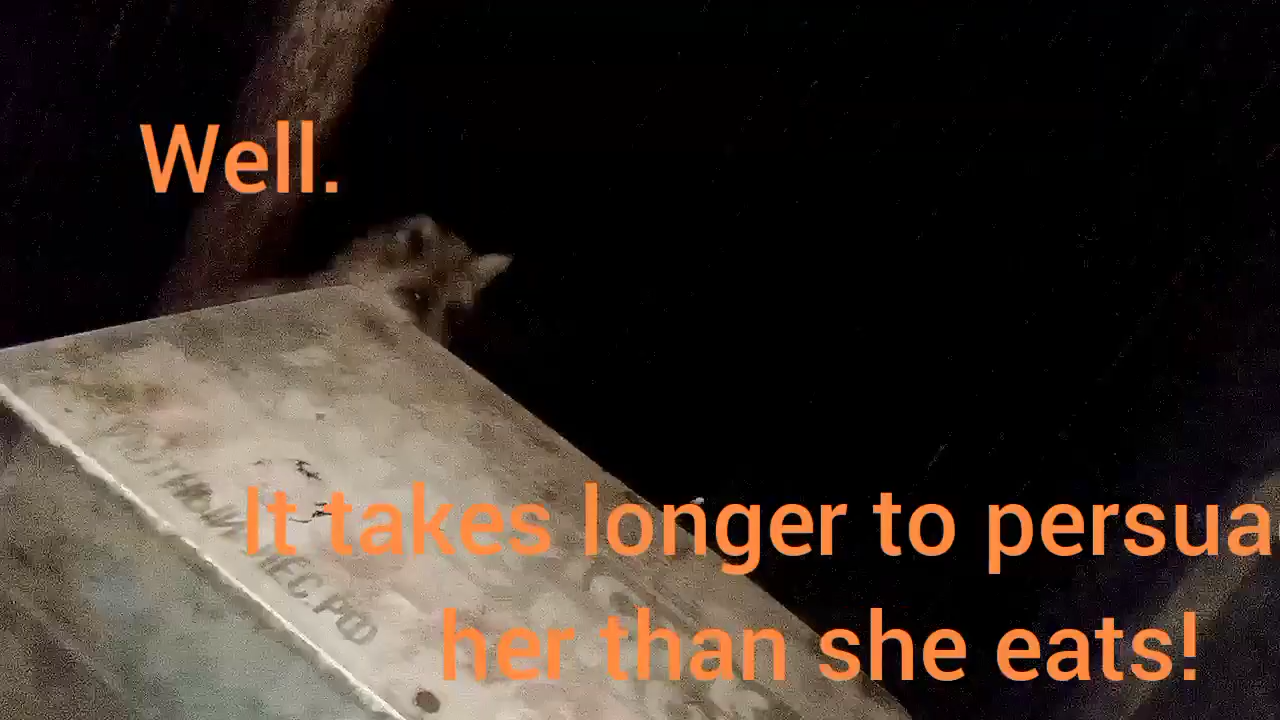 Well.
It takes longer to persua
her than she eats!